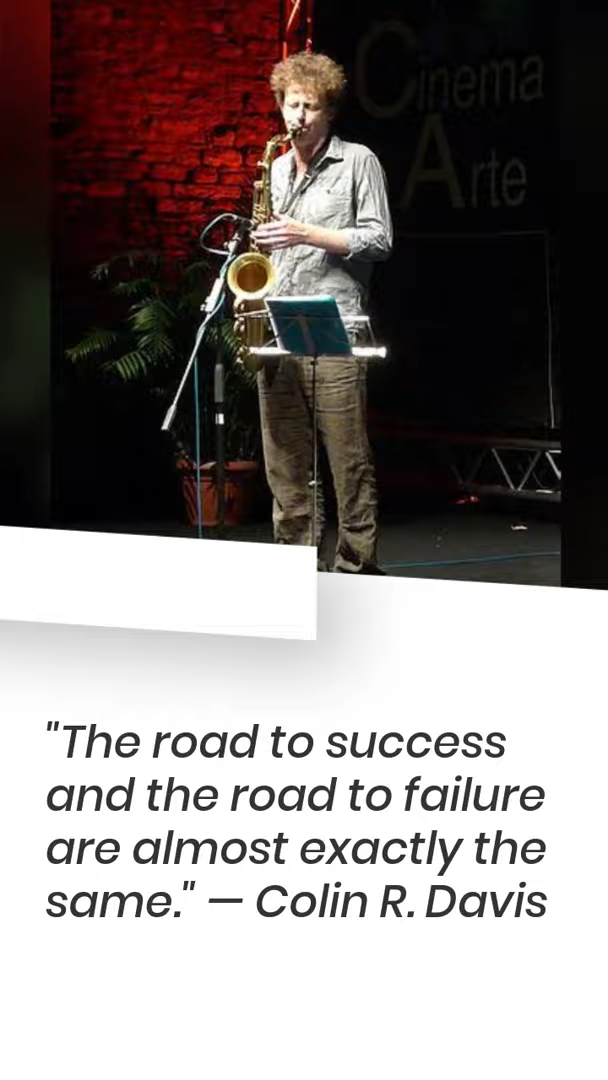 Cinema
Arte
"The road to success
and the road to failure
are almost exactly the
same." — Colin R. Davis